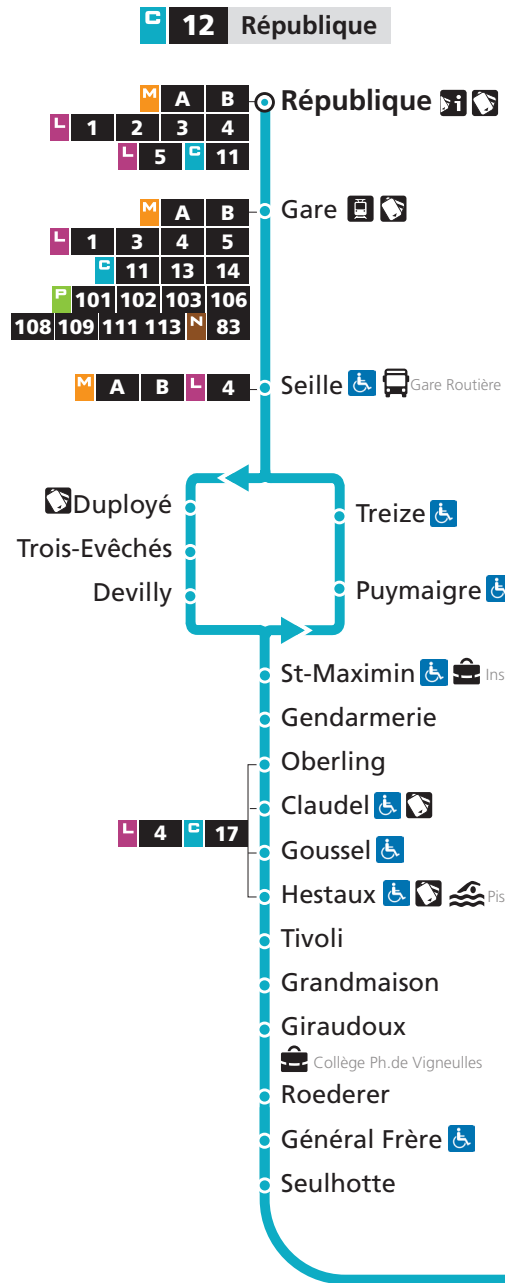 C 12 République
M A B République i
L 1 2 3 4
L 5 C 11
M A B Gare
L 1 3 4 5
C 11 13 14
P 101 102 103 106
108 109 111 113 N 83
M A B L 4 Seille Gare Routière
Duployé
Trois-Evêchés
Devilly
Treize
Puymaigre
St-Maximin Ins
Gendarmerie
Oberling
Claudel
L 4 C 17
Goussel
Hestaux Pis
Tivoli
Grandmaison
Giraudoux
Collège Ph.de Vigneulles
Roederer
Général Frère
Seulhotte